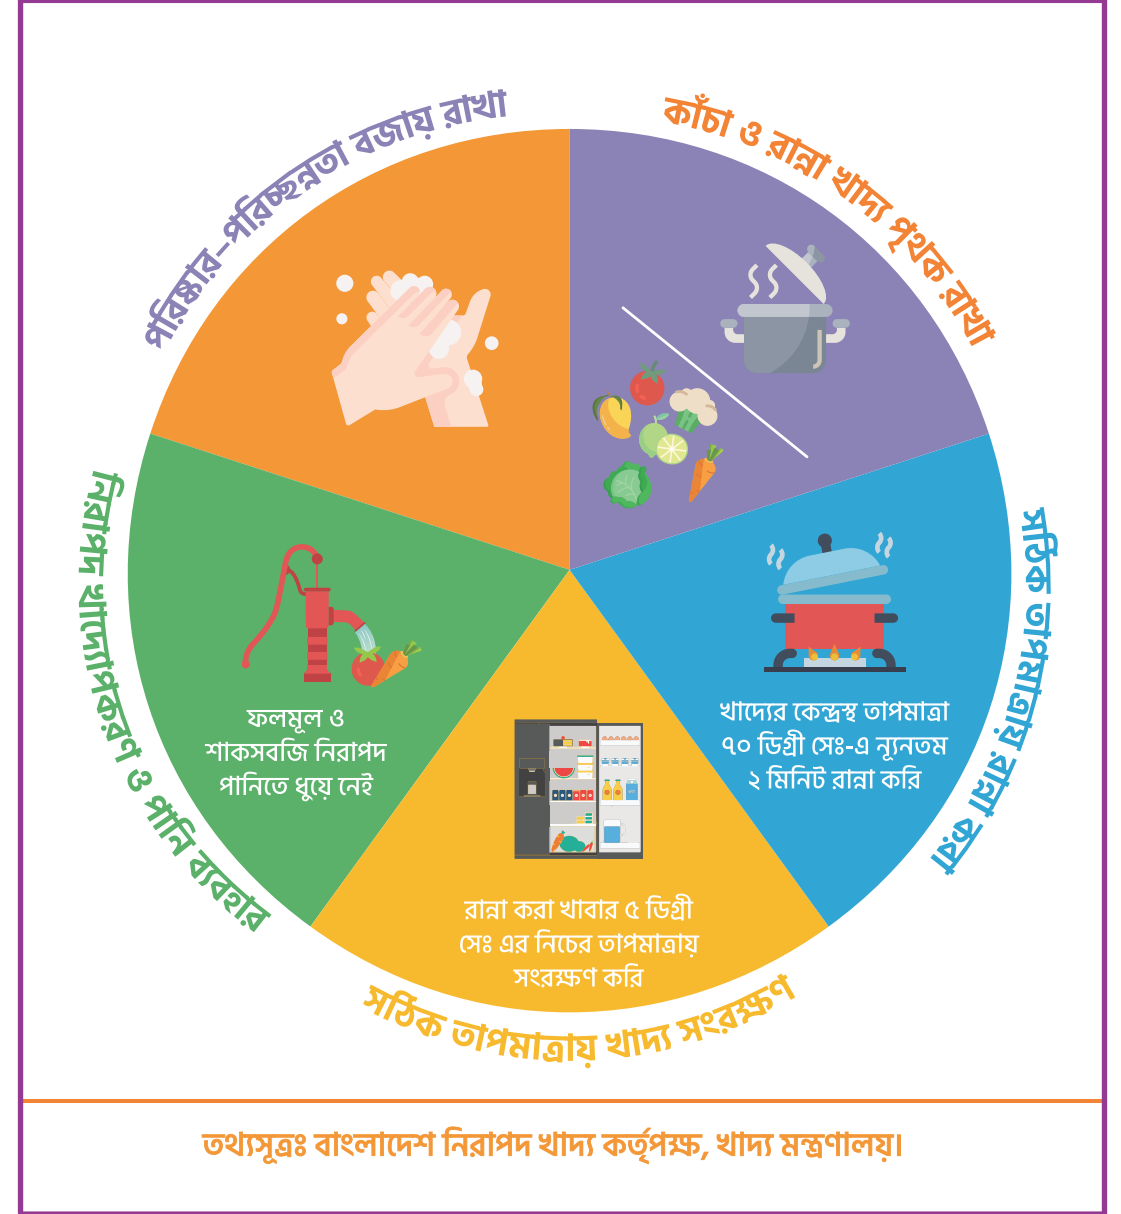 পরিষ্কার-পরিচ্ছন্নতা বজায় রাখা
কাঁচা ও রান্না খাদ্য পৃথক রাখা
সঠিক তাপমাত্রায় রান্না করা
খাদ্যের কেন্দ্রস্থ তাপমাত্রা
৭০ ডিগ্রী সেঃ-এ ন্যূনতম
২ মিনিট রান্না করি
নিরাপদ খাদ্যোপকরণ ও পানি ব্যবহার
ফলমূল ও
শাকসবজি নিরাপদ
পানিতে ধুয়ে নেই
রান্না করা খাবার ৫ ডিগ্রী
সেঃ এর নিচের তাপমাত্রায়
সংরক্ষণ করি
সঠিক তাপমাত্রায় খাদ্য সংরক্ষণ
তথ্যসূত্রঃ বাংলাদেশ নিরাপদ খাদ্য কর্তৃপক্ষ, খাদ্য মন্ত্রণালয়।